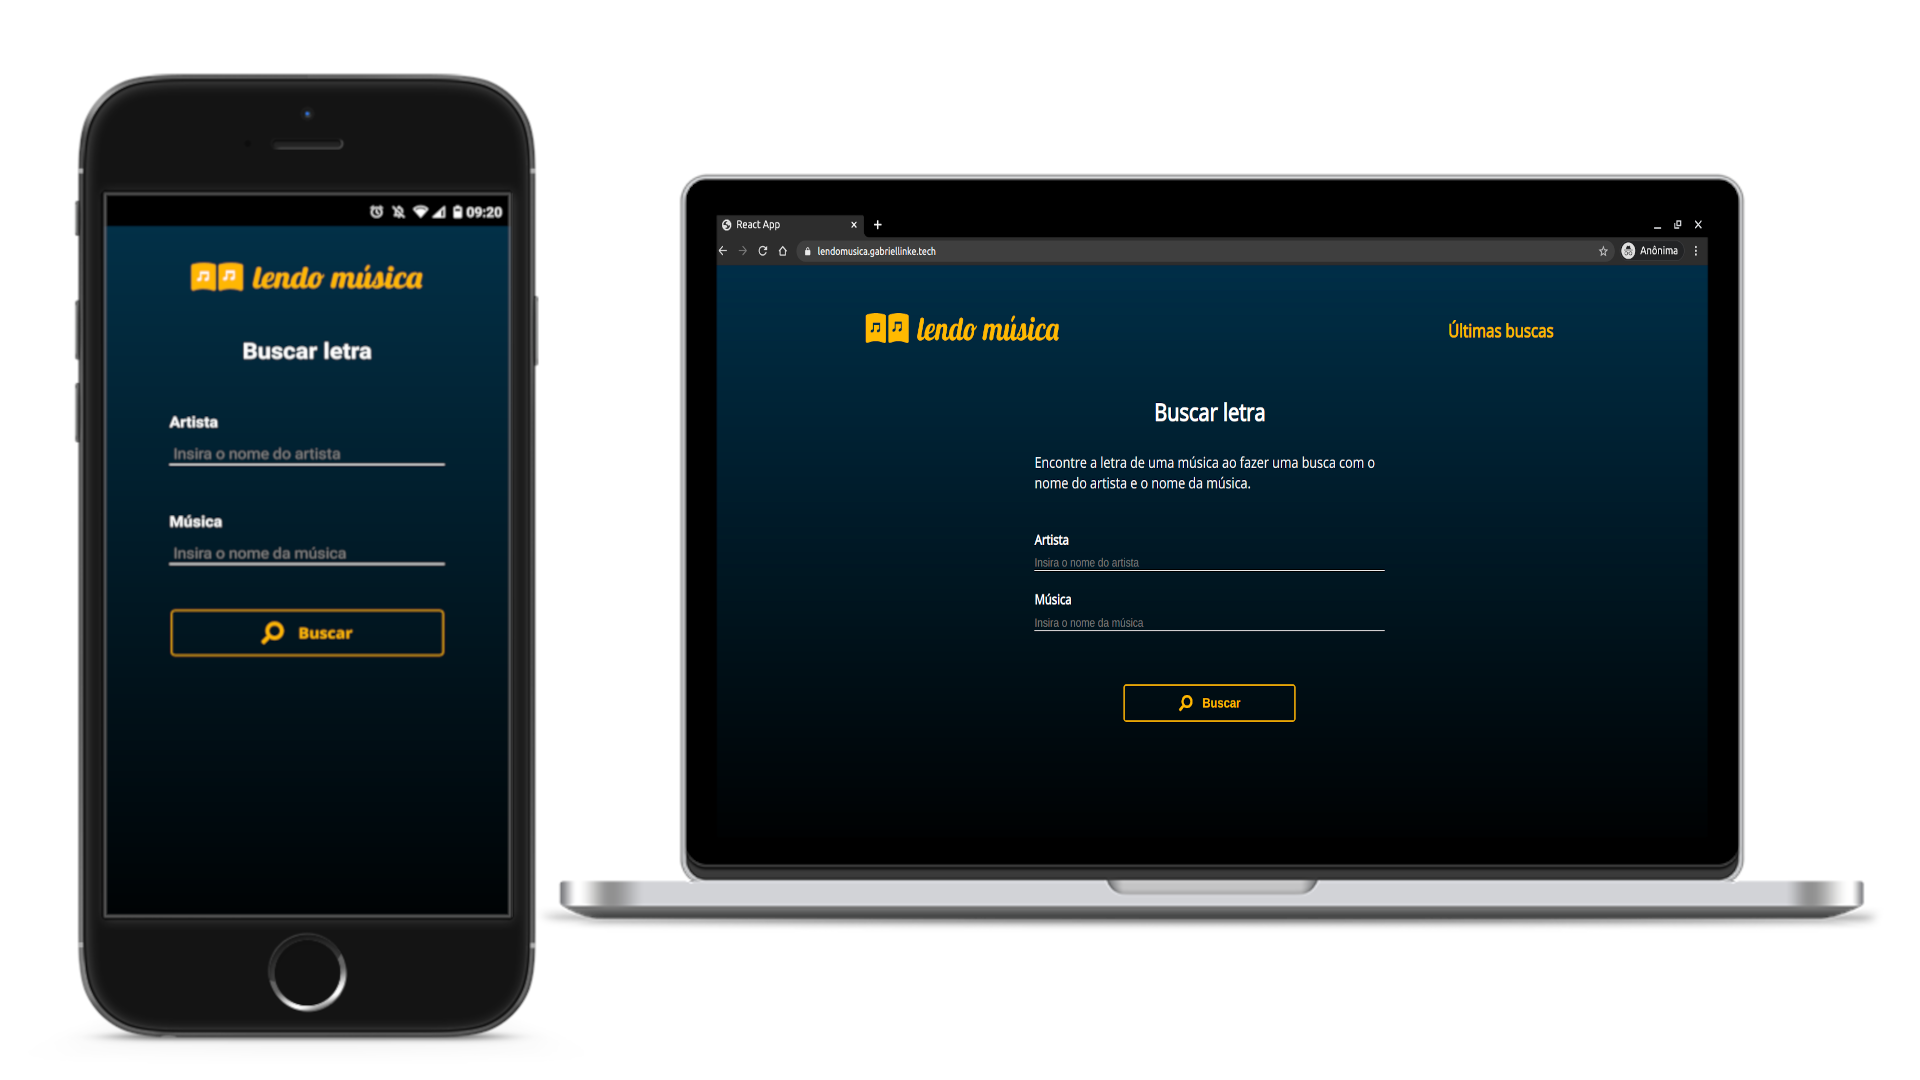 09:20
lendo música
Buscar letra
Artista
Insira o nome do artista
Música
Insira o nome da música
Buscar
React App
lendomusica.gabriellinke.tech
Anônima
lendo música
Últimas buscas
Buscar letra
Encontre a letra de uma música ao fazer uma busca com o
nome do artista e o nome da música.
Artista
Insira o nome do artista
Música
Insira o nome da música
Buscar